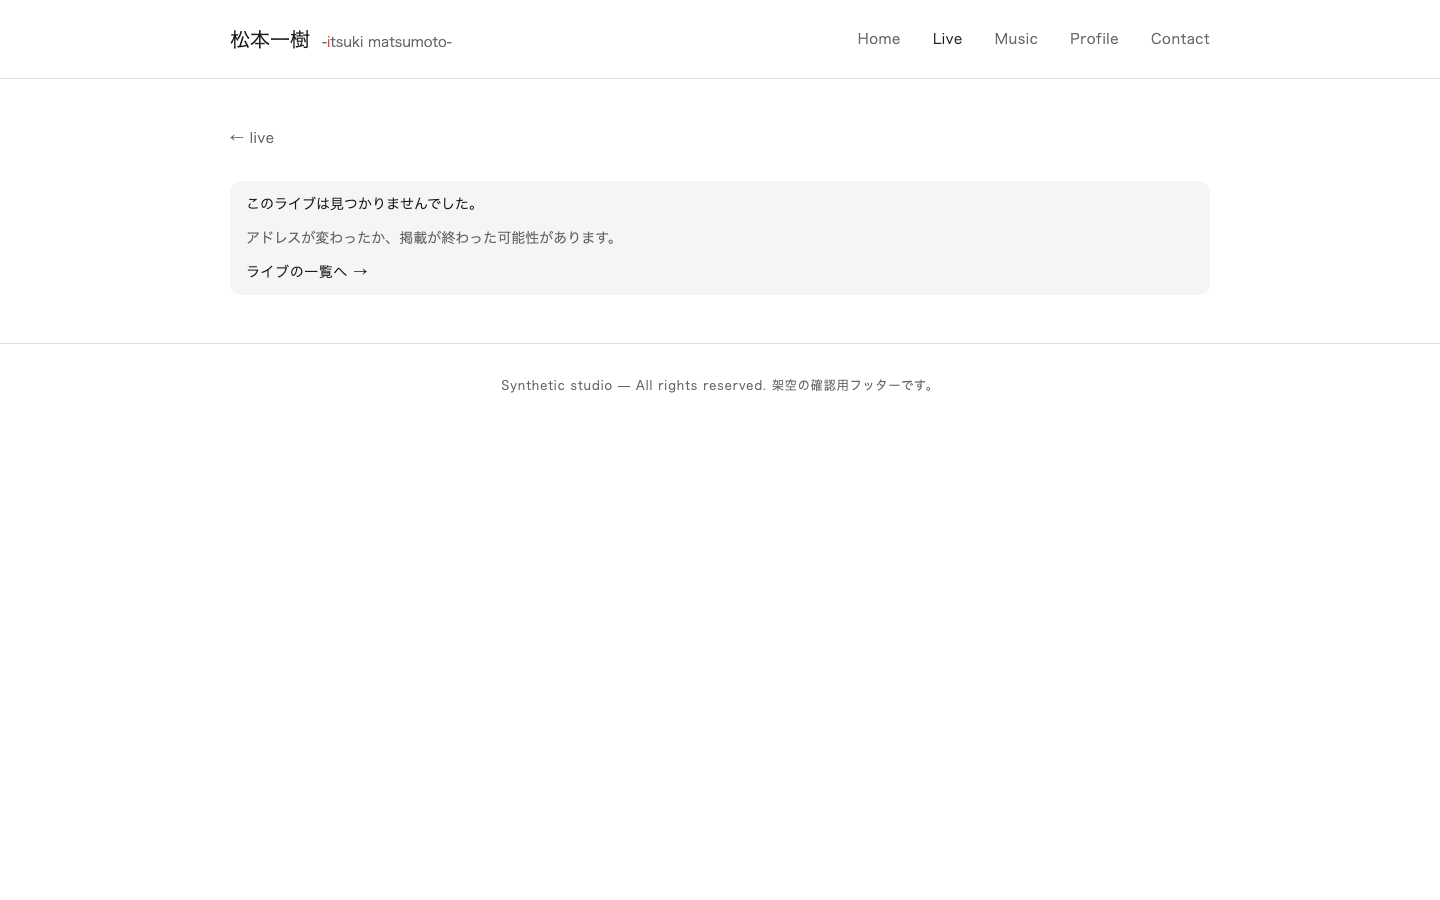 松本一樹 -itsuki matsumoto-
Home Live Music Profile Contact
← live
このライブは見つかりませんでした。
アドレスが変わったか、掲載が終わった可能性があります。
ライブの一覧へ →
Synthetic studio — All rights reserved. 架空の確認用フッターです。